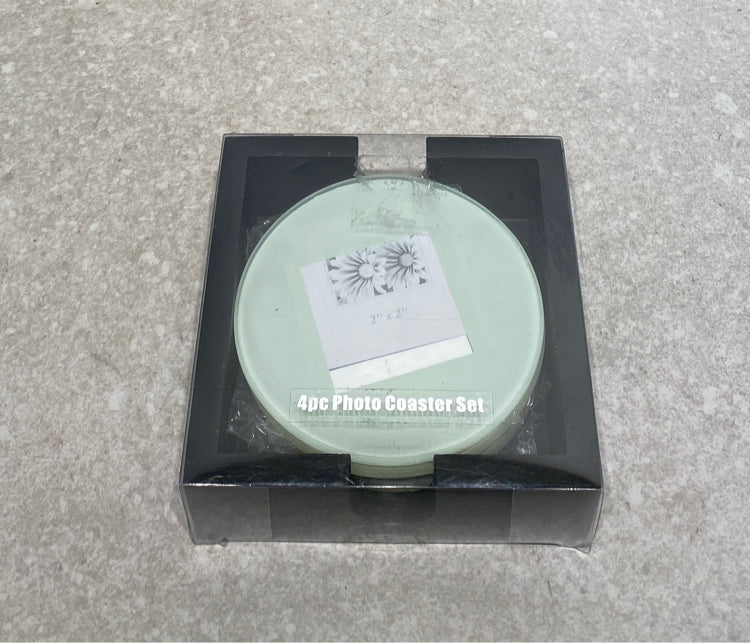 2" x 2"
4pc Photo Coaster Set